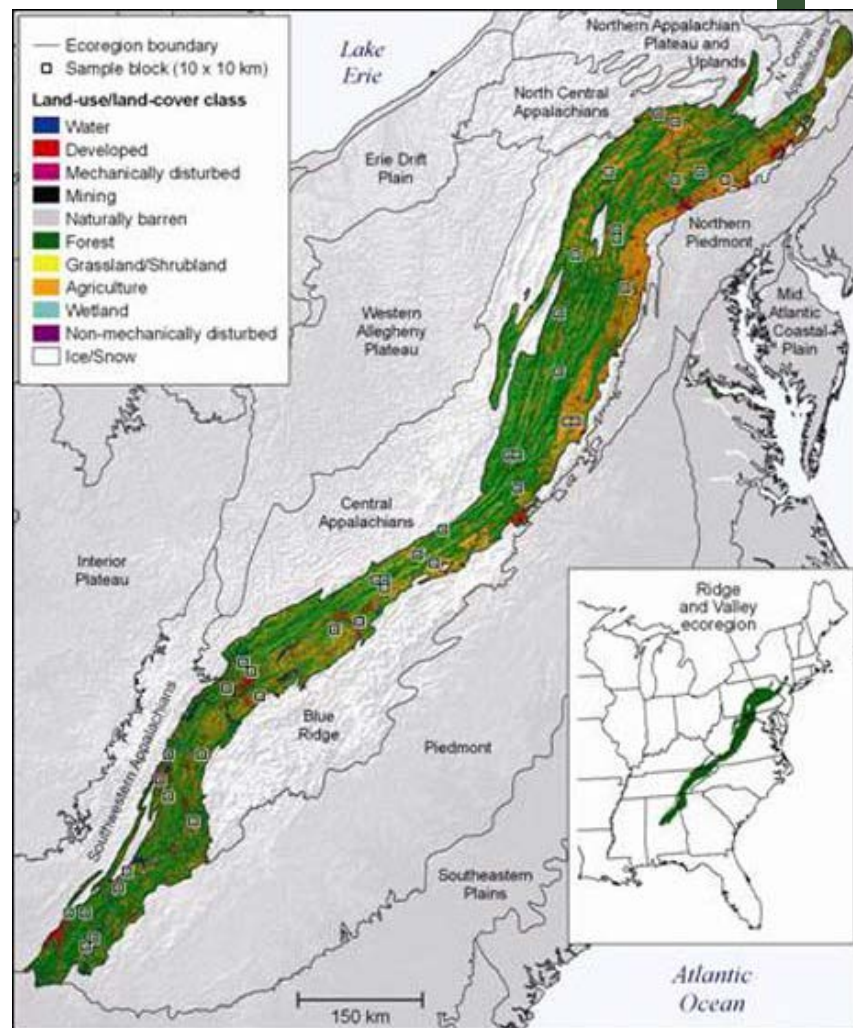 Ecoregion boundary
Sample block (10 x 10 km)
Land-use/land-cover class
Water
Developed
Mechanically disturbed
Mining
Naturally barren
Forest
Grassland/Shrubland
Agriculture
Wetland
Non-mechanically disturbed
Ice/Snow
Lake
Erie
Northern Appalachian
Plateau and
Uplands
N. Central
Appalachians
North Central
Appalachians
Erie Drift
Plain
Northern
Piedmont
Mid
Atlantic
Coastal
Plain
Western
Allegheny
Plateau
Central
Appalachians
Interior
Plateau
Southwestern Appalachians
Blue
Ridge
Piedmont
Southeastern
Plains
Ridge
and Valley
ecoregion
150 km
Atlantic
Ocean